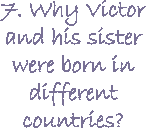 7. Why Victor
and his sister
were born in
different
countries?